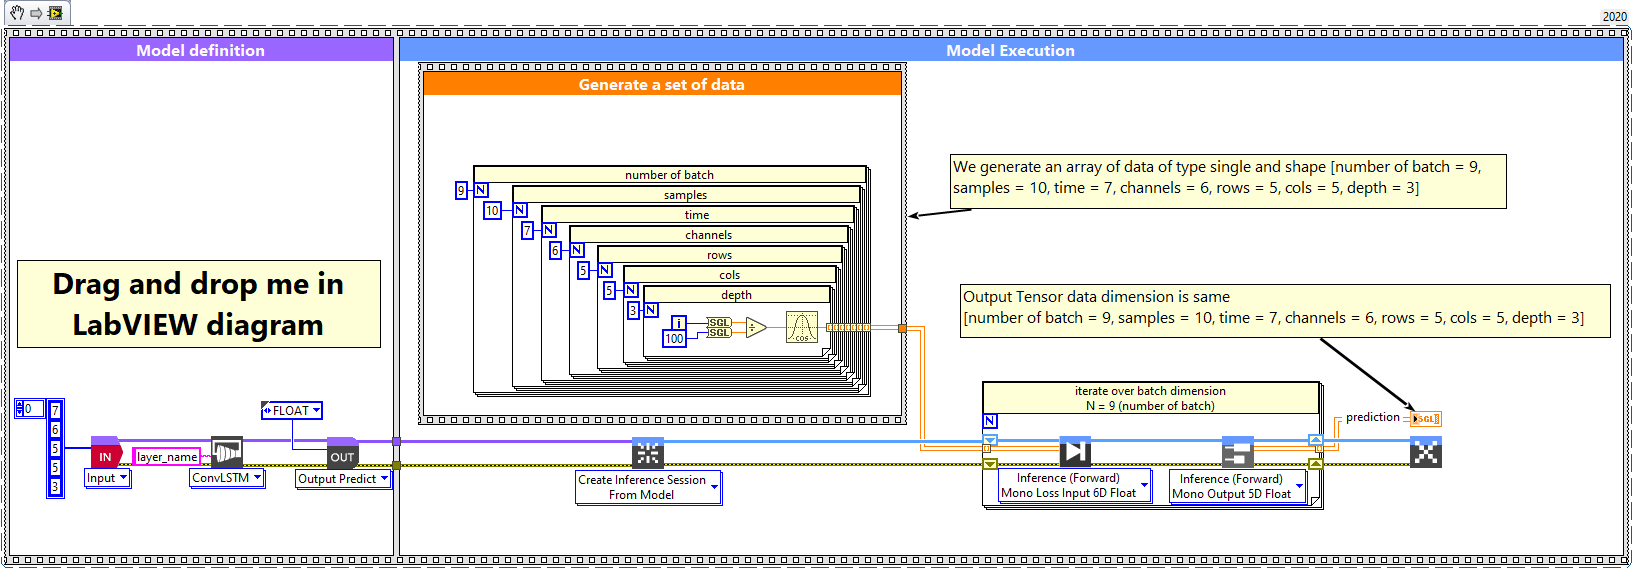 2020
Model definition
Model Execution
Generate a set of data
number of batch
9
N
samples
10
N
time
7
N
channels
6
N
rows
5
N
cols
5
N
depth
3
N
i
100
SGL
SGL
÷
cos
We generate an array of data of type single and shape [number of batch = 9,
samples = 10, time = 7, channels = 6, rows = 5, cols = 5, depth = 3]
Output Tensor data dimension is same
[number of batch = 9, samples = 10, time = 7, channels = 6, rows = 5, cols = 5, depth = 3]
Drag and drop me in
LabVIEW diagram
0
7
6
5
5
3
IN
Input
layer_name
ConvLSTM
FLOAT
OUT
Output Predict
Create Inference Session
From Model
iterate over batch dimension
N = 9 (number of batch)
N
Inference (Forward)
Mono Loss Input 6D Float
Inference (Forward)
Mono Output 5D Float
prediction
SGL